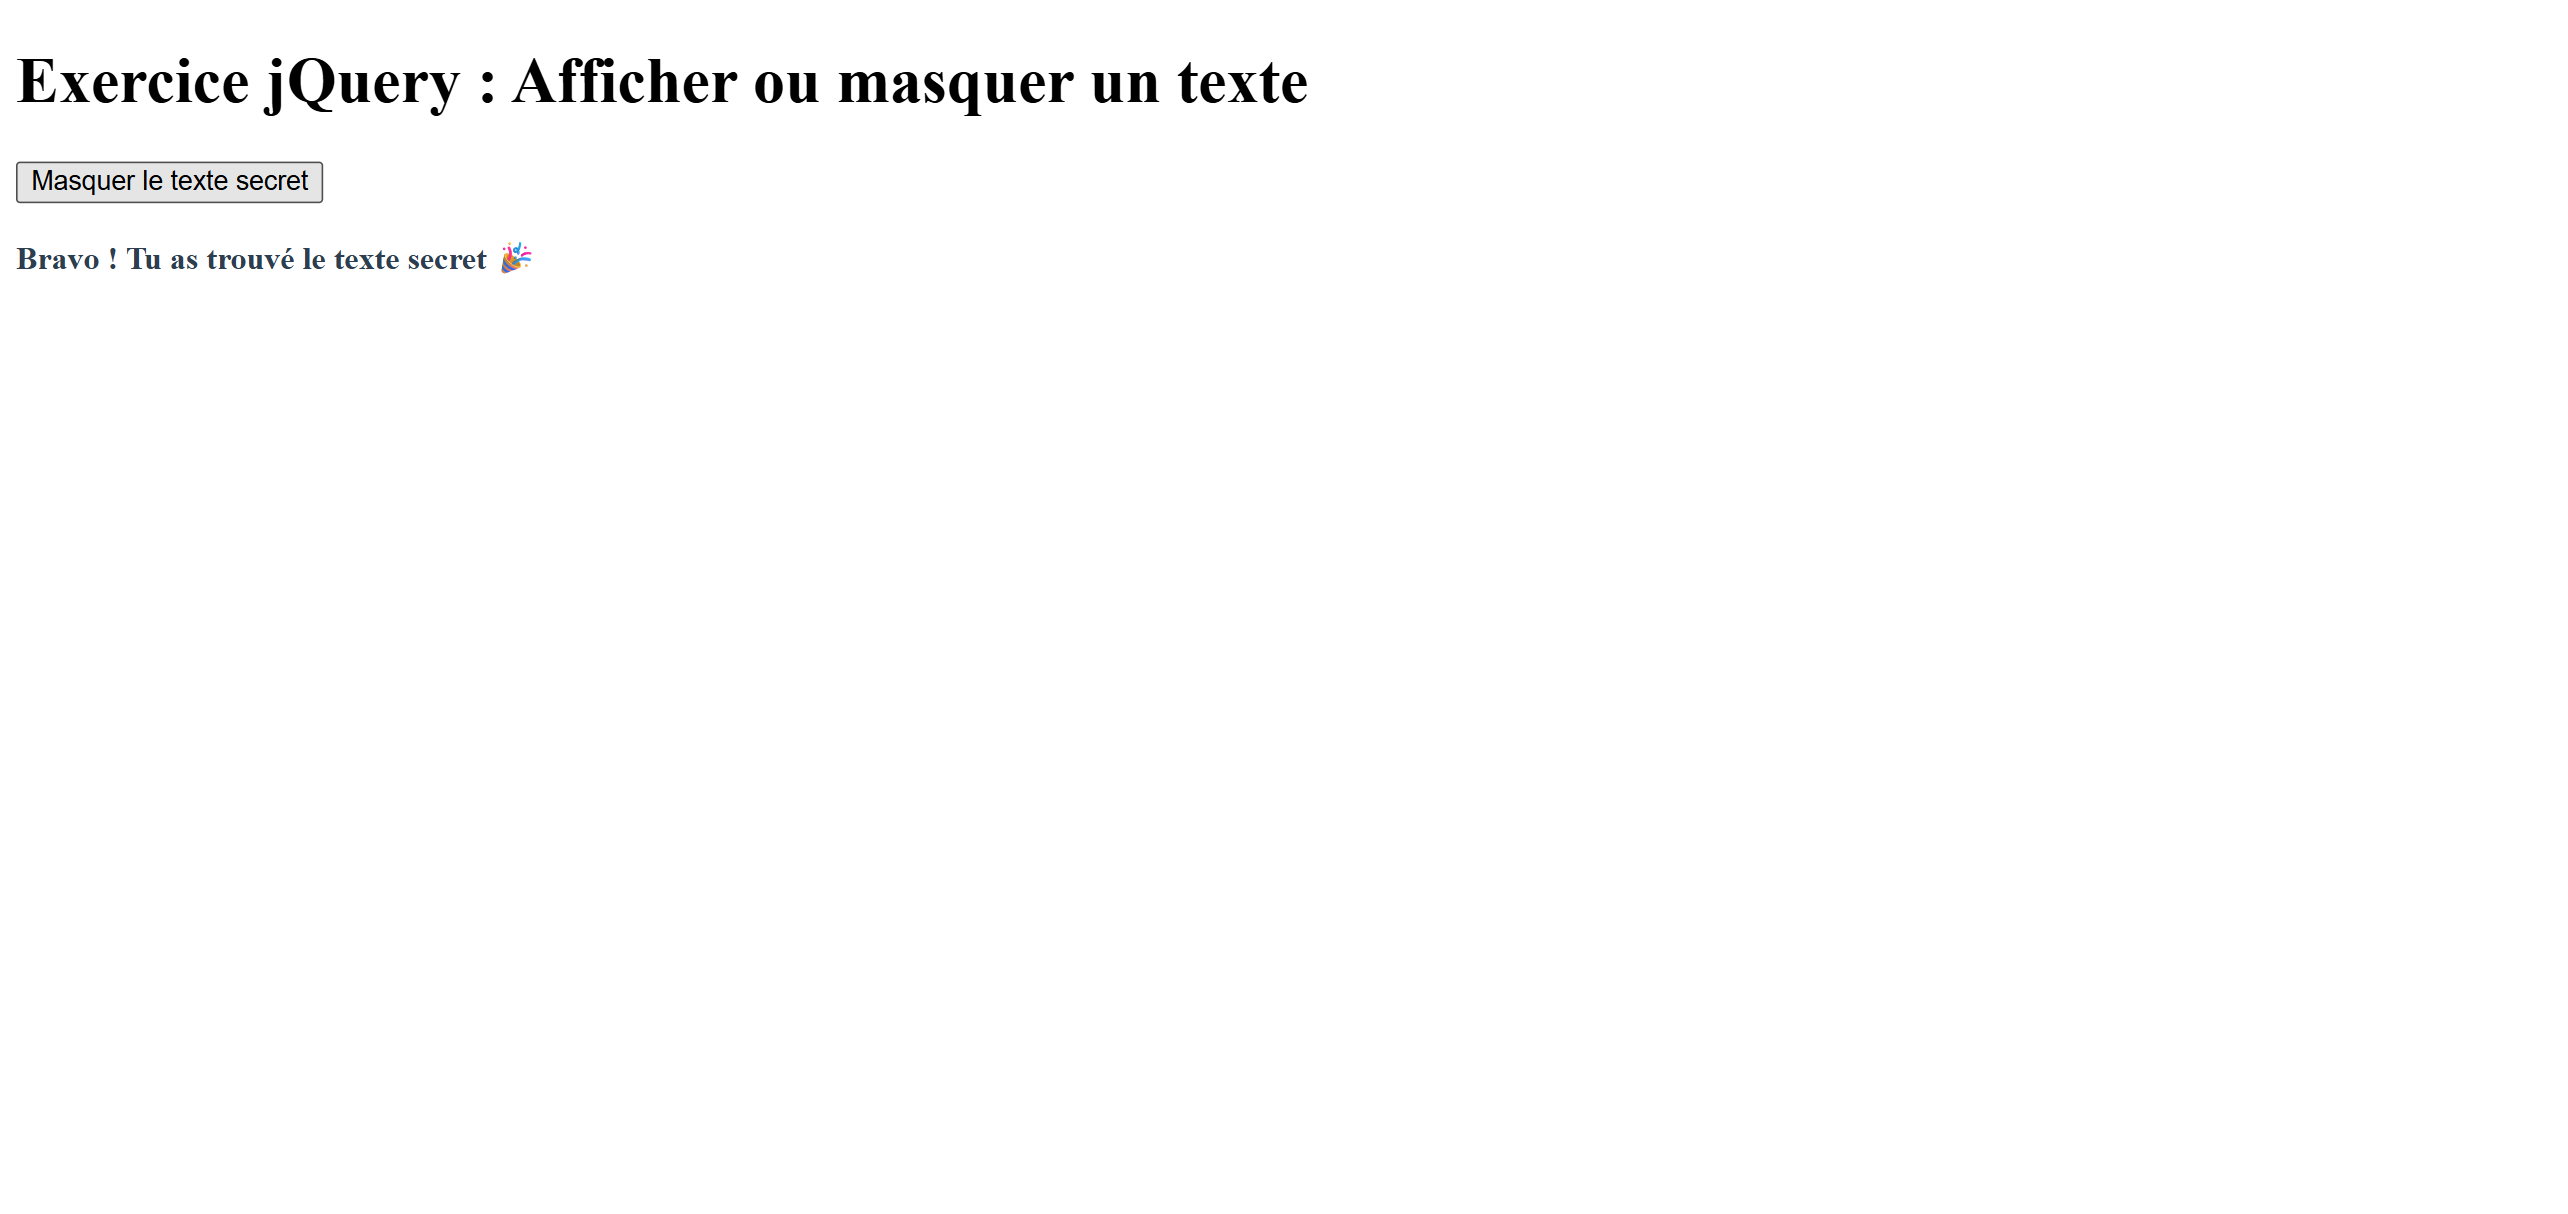 Exercice jQuery : Afficher ou masquer un texte
Masquer le texte secret
Bravo ! Tu as trouvé le texte secret 🎉